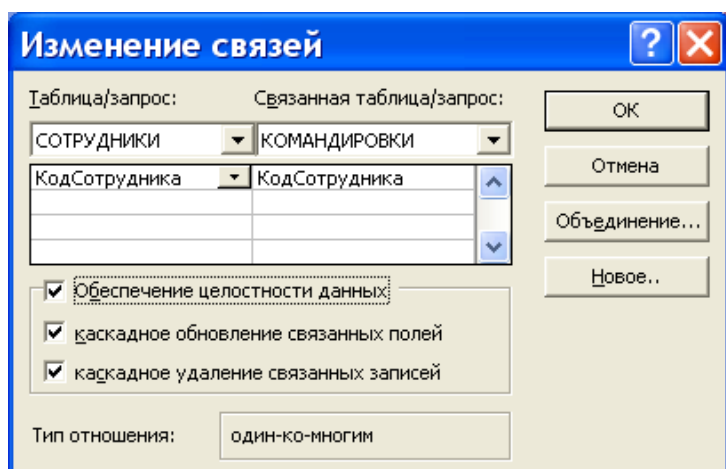 Изменение связей
Таблица/запрос: Связанная таблица/запрос:
СОТРУДНИКИ КОМАНДИРОВКИ
КодСотрудника КодСотрудника
ОК
Отмена
Объединение...
Новое..
Обеспечение целостности данных
каскадное обновление связанных полей
каскадное удаление связанных записей
Тип отношения: один-ко-многим